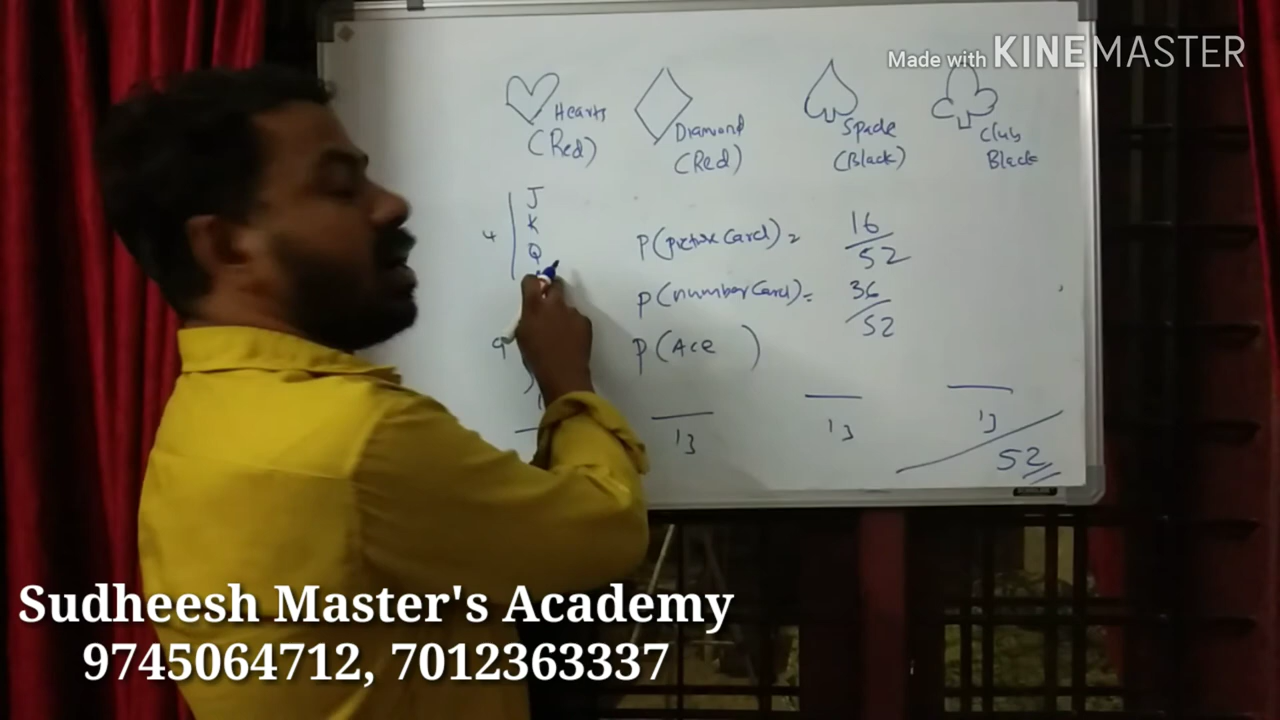 Made with KINEMASTER
Hearts
(Red)
Diamond
(Red)
Spade
(Black)
Club
Black
J
K
Q
4
P(picture Card) =
16
52
P(number Card) =
36
52
P(Ace )
9
13
13
13
52
Sudheesh Master's Academy
9745064712, 7012363337